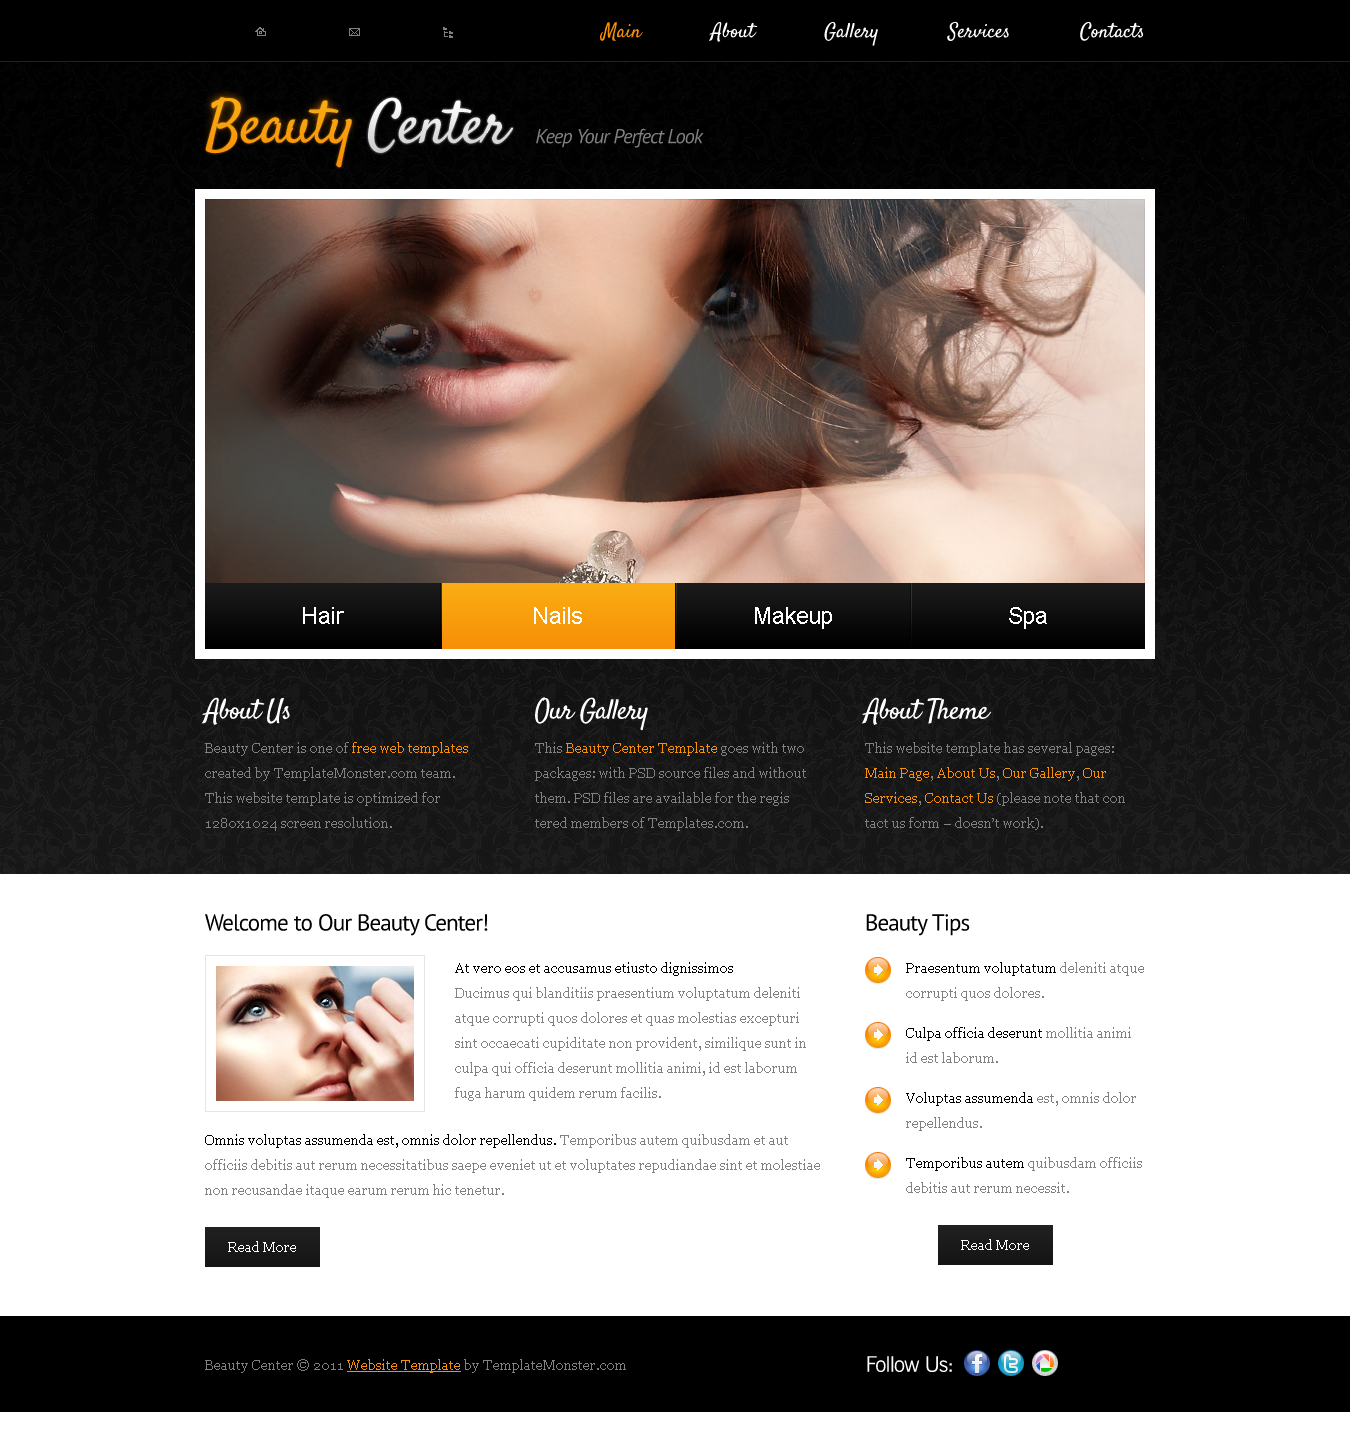 Main About Gallery Services Contacts
Beauty Center Keep Your Perfect Look
Hair Nails Makeup Spa
About Us
Beauty Center is one of free web templates
created by TemplateMonster.com team.
This website template is optimized for
1280x1024 screen resolution.
Our Gallery
This Beauty Center Template goes with two
packages: with PSD source files and without
them. PSD files are available for the regis
tered members of Templates.com.
About Theme
This website template has several pages:
Main Page, About Us, Our Gallery, Our
Services, Contact Us (please note that con
tact us form – doesn't work).
Welcome to Our Beauty Center!
At vero eos et accusamus etiusto dignissimos
Ducimus qui blanditiis praesentium voluptatum deleniti
atque corrupti quos dolores et quas molestias excepturi
sint occaecati cupiditate non provident, similique sunt in
culpa qui officia deserunt mollitia animi, id est laborum
fuga harum quidem rerum facilis.
Omnis voluptas assumenda est, omnis dolor repellendus. Temporibus autem quibusdam et aut
officiis debitis aut rerum necessitatibus saepe eveniet ut et voluptates repudiandae sint et molestiae
non recusandae itaque earum rerum hic tenetur.
Read More
Beauty Tips
Praesentum voluptatum deleniti atque
corrupti quos dolores.
Culpa officia deserunt mollitia animi
id est laborum.
Voluptas assumenda est, omnis dolor
repellendus.
Temporibus autem quibusdam officiis
debitis aut rerum necessit.
Read More
Beauty Center © 2011 Website Template by TemplateMonster.com
Follow Us: